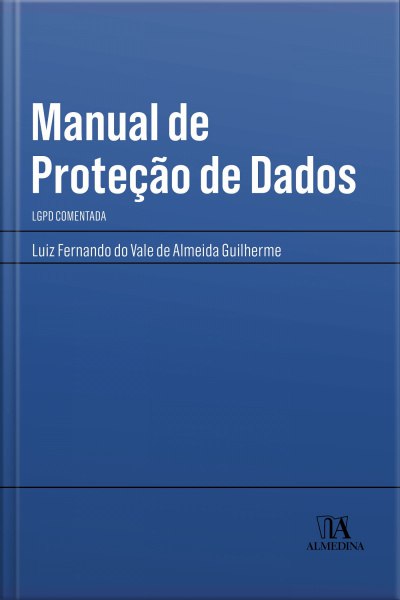 Manual de
Proteção de Dados
LGPD COMENTADA
Luiz Fernando do Vale de Almeida Guilherme
ALMEDINA